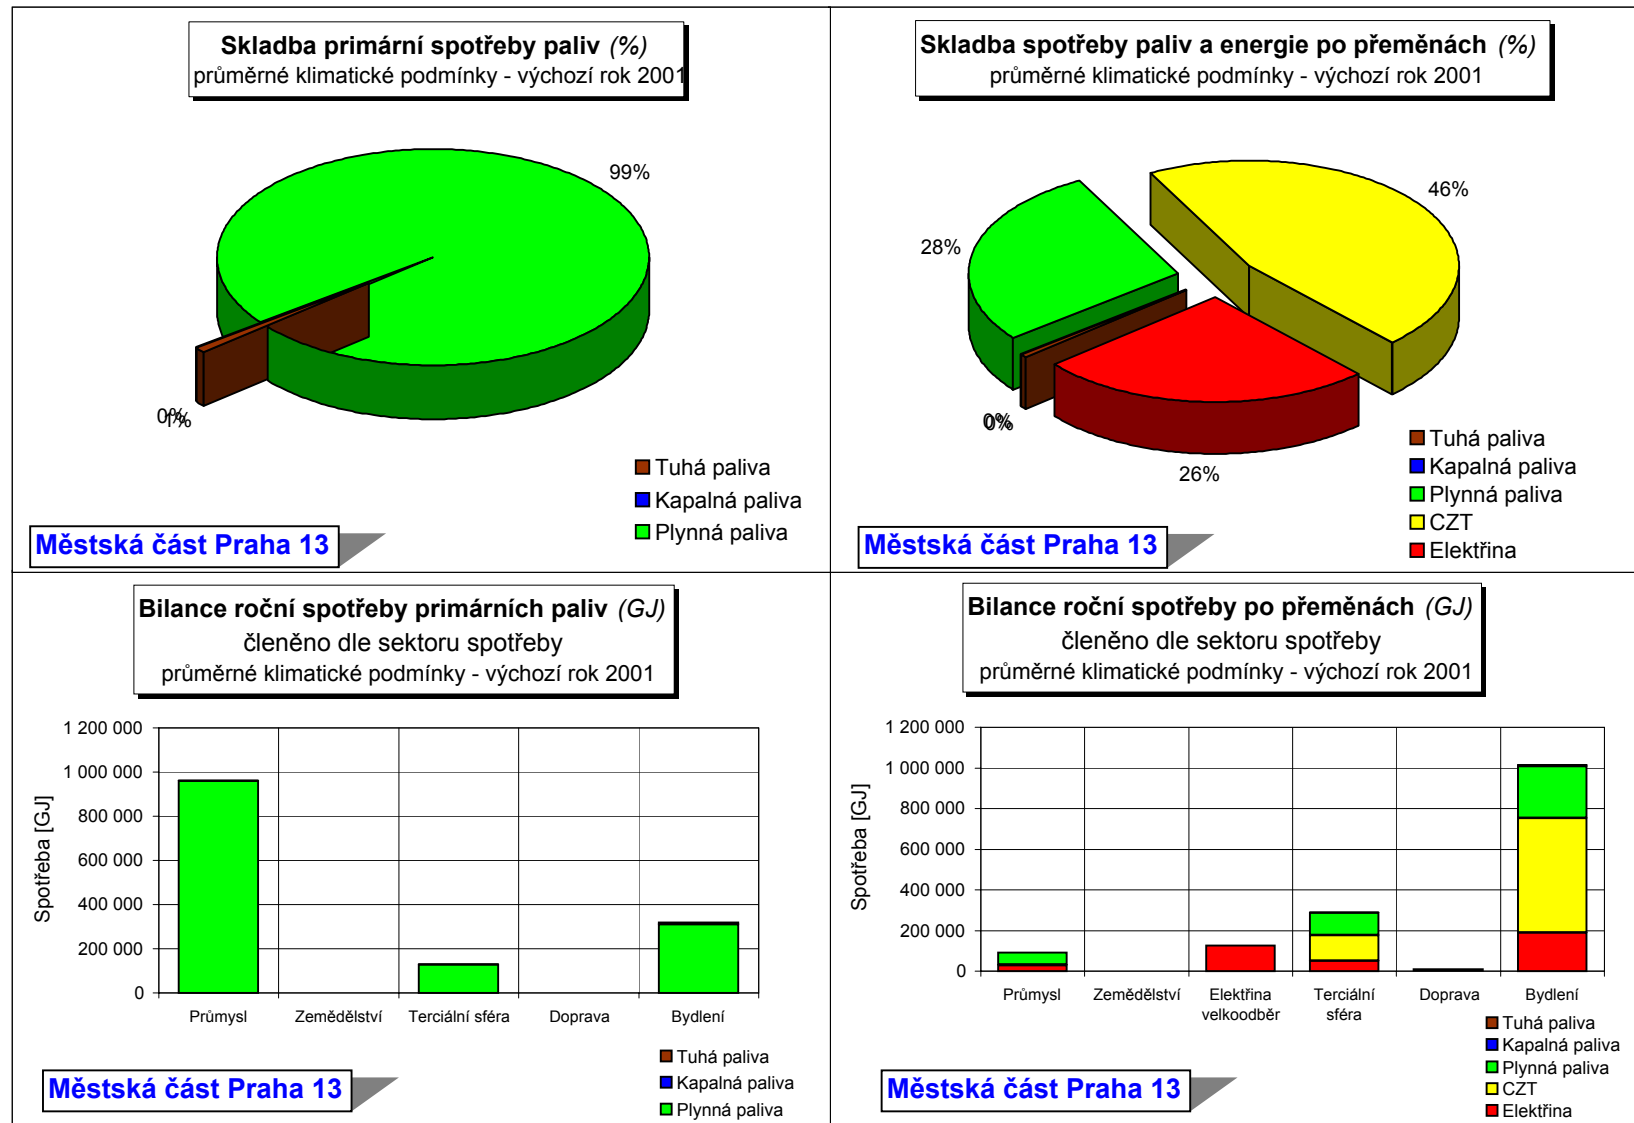 Skladba primární spotřeby paliv (%)
průměrné klimatické podmínky - výchozí rok 2001
99%
0%
1%
Tuhá paliva
Kapalná paliva
Plynná paliva
Městská část Praha 13
Skladba spotřeby paliv a energie po přeměnách (%)
průměrné klimatické podmínky - výchozí rok 2001
46%
28%
0%
0%
26%
Tuhá paliva
Kapalná paliva
Plynná paliva
CZT
Elektřina
Městská část Praha 13
Bilance roční spotřeby primárních paliv (GJ)
členěno dle sektoru spotřeby
průměrné klimatické podmínky - výchozí rok 2001
Spotřeba [GJ]
1 200 000
1 000 000
800 000
600 000
400 000
200 000
0
Průmysl Zemědělství Terciální sféra Doprava Bydlení
Tuhá paliva
Kapalná paliva
Plynná paliva
Městská část Praha 13
Bilance roční spotřeby po přeměnách (GJ)
členěno dle sektoru spotřeby
průměrné klimatické podmínky - výchozí rok 2001
Spotřeba [GJ]
1 200 000
1 000 000
800 000
600 000
400 000
200 000
0
Průmysl Zemědělství Elektřina Terciální Doprava Bydlení
velkoodběr sféra
Tuhá paliva
Kapalná paliva
Plynná paliva
CZT
Elektřina
Městská část Praha 13